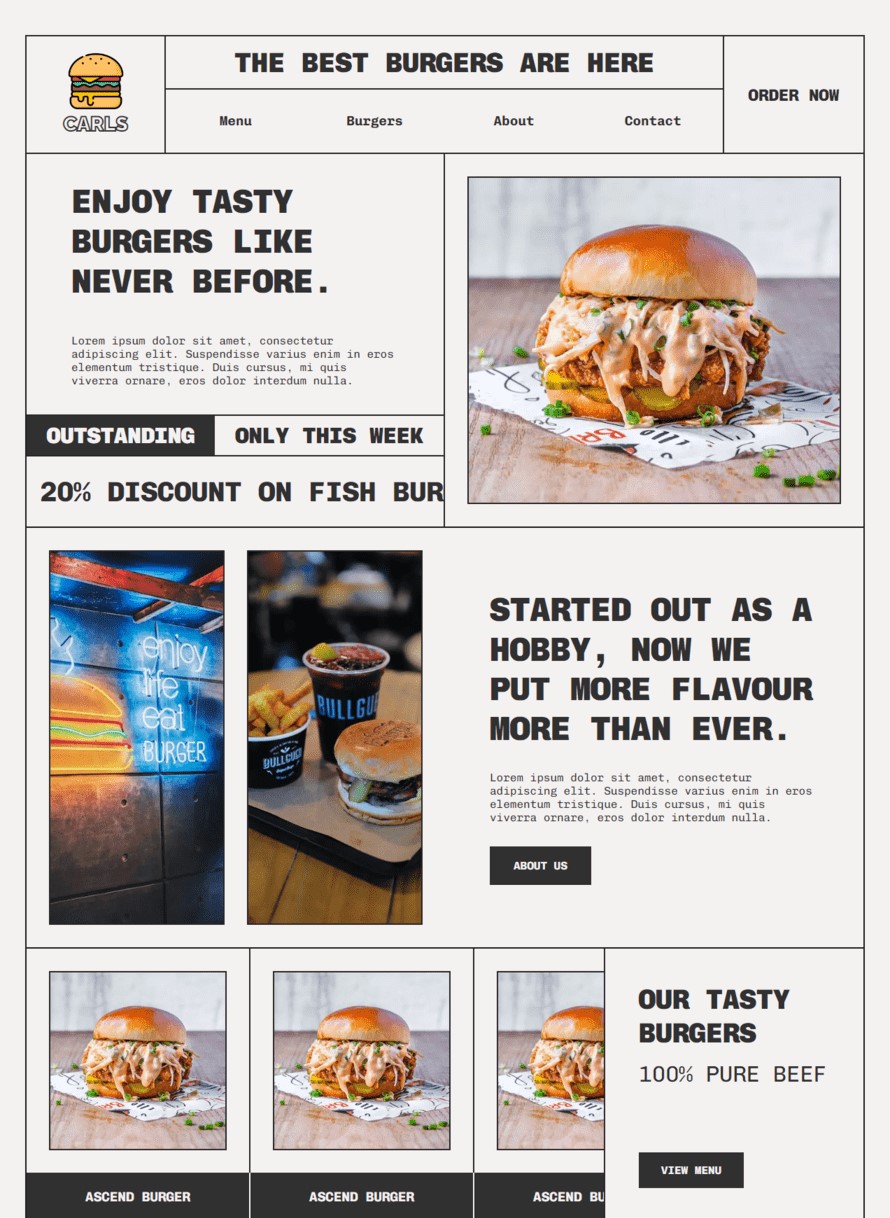 CARLS
THE BEST BURGERS ARE HERE
Menu
Burgers
About
Contact
ORDER NOW
ENJOY TASTY
BURGERS LIKE
NEVER BEFORE.
Lorem ipsum dolor sit amet, consectetur
adipiscing elit. Suspendisse varius enim in eros
elementum tristique. Duis cursus, mi quis
viverra ornare, eros dolor interdum nulla.
OUTSTANDING
ONLY THIS WEEK
20% DISCOUNT ON FISH BUR
enjoy
life
eat
BURGER
BULLGU
BULLGUER
STARTED OUT AS A
HOBBY, NOW WE
PUT MORE FLAVOUR
MORE THAN EVER.
Lorem ipsum dolor sit amet, consectetur
adipiscing elit. Suspendisse varius enim in eros
elementum tristique. Duis cursus, mi quis
viverra ornare, eros dolor interdum nulla.
ABOUT US
ASCEND BURGER
ASCEND BURGER
ASCEND BU
OUR TASTY
BURGERS
100% PURE BEEF
VIEW MENU